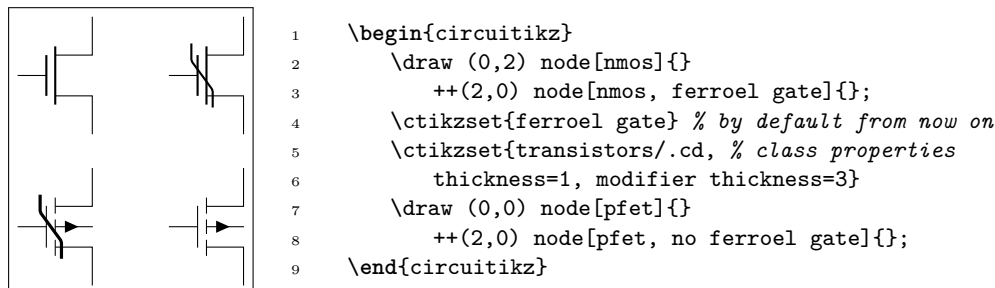 1 \begin{circuitikz}
2 \draw (0,2) node[nmos]{}
3 ++(2,0) node[nmos, ferroel gate]{};
4 \ctikzset{ferroel gate} % by default from now on
5 \ctikzset{transistors/.cd, % class properties
6 thickness=1, modifier thickness=3}
7 \draw (0,0) node[pfet]{}
8 ++(2,0) node[pfet, no ferroel gate]{};
9 \end{circuitikz}